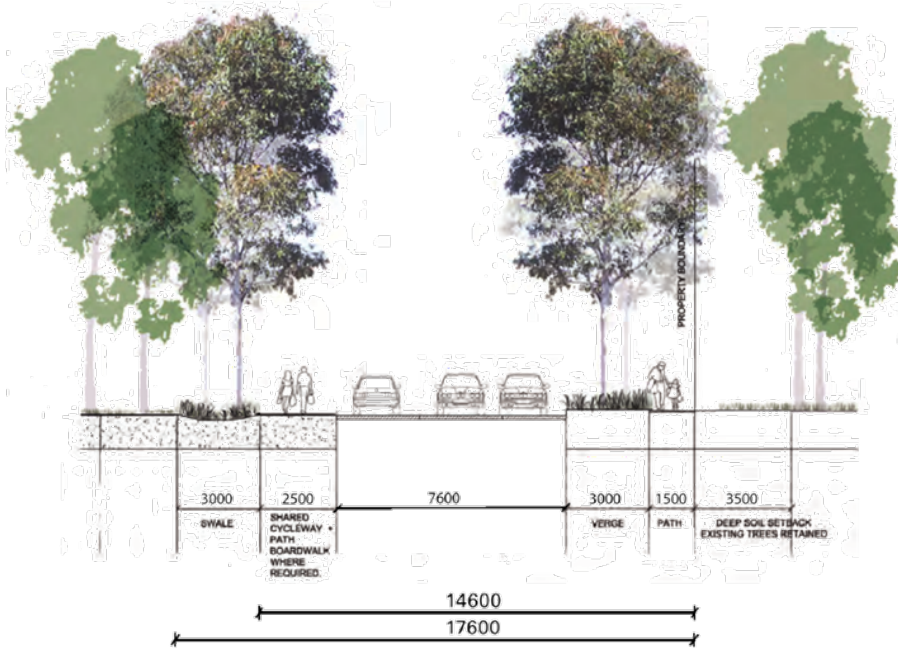 PROPERTY BOUNDARY
3000
2500
7600
3000
1500
3500
SWALE
SHARED
CYCLEWAY +
PATH
BOARDWALK
WHERE
REQUIRED.
VERGE
PATH
DEEP SOIL SETBACK
EXISTING TREES RETAINED
14600
17600